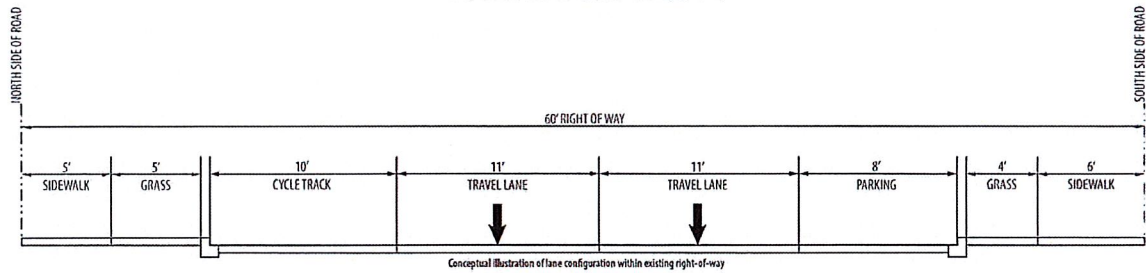 NORTH SIDE OF ROAD
SOUTH SIDE OF ROAD
60' RIGHT OF WAY
5'
SIDEWALK
5'
GRASS
10'
CYCLE TRACK
11'
TRAVEL LANE
11'
TRAVEL LANE
8'
PARKING
4'
GRASS
6'
SIDEWALK
Conceptual illustration of lane configuration within existing right-of-way